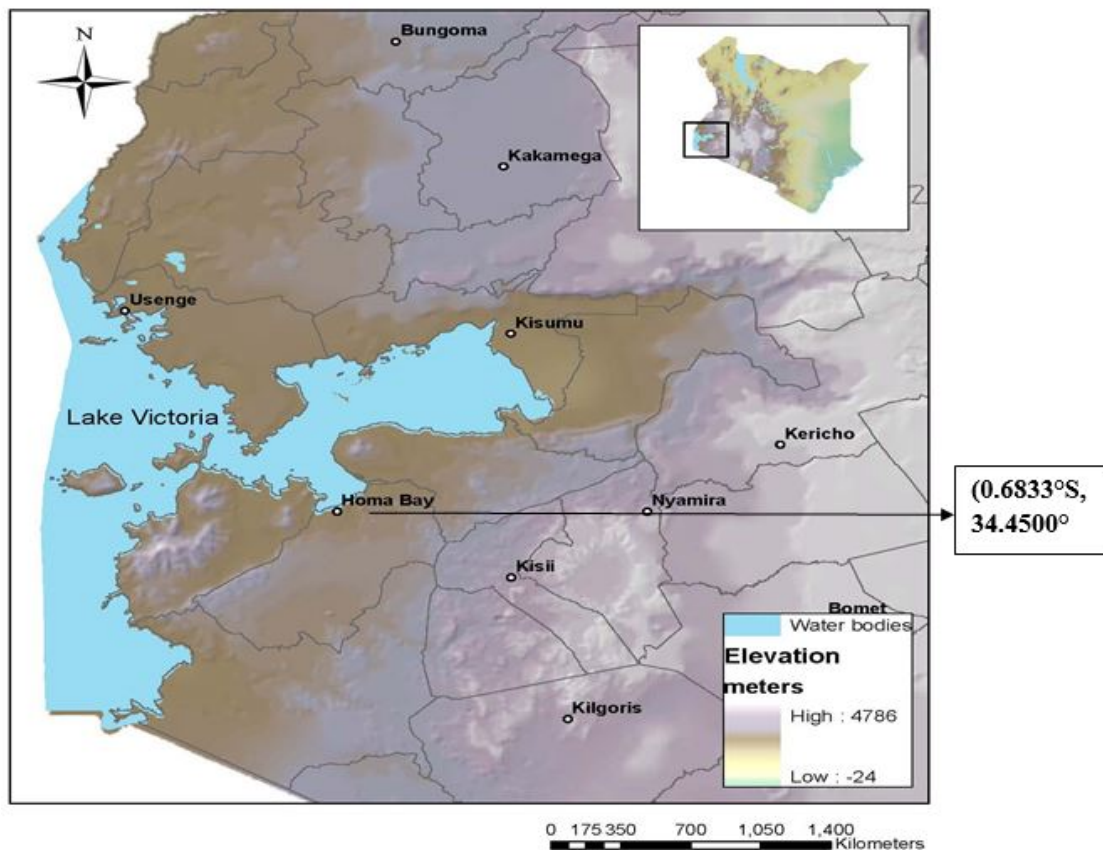 N
Bungoma
Kakamega
Usenge
Kisumu
Lake Victoria
Kericho
Homa Bay
Nyamira
(0.6833°S,
34.4500°
Kisii
Bomet
Water bodies
Elevation
meters
High : 4786
Low : -24
Kilgoris
0 175 350 700 1,050 1,400
Kilometers